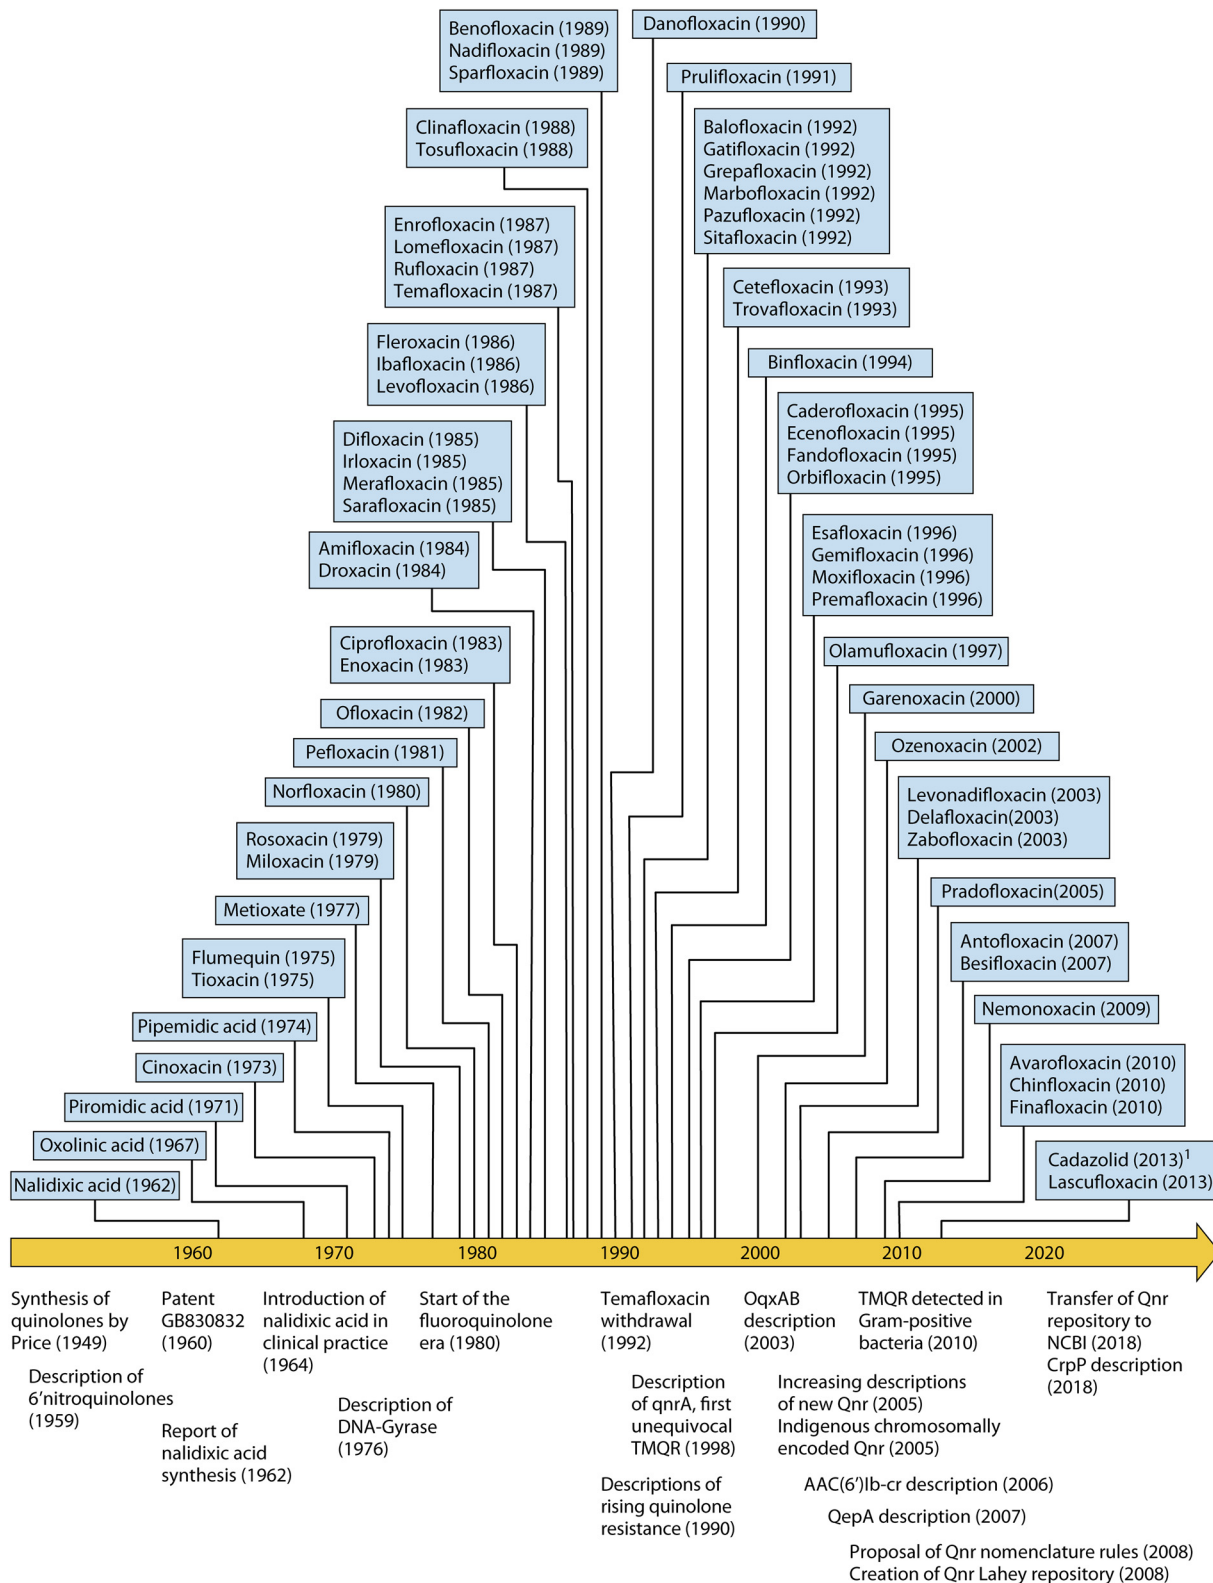 Benofloxacin (1989)
Nadifloxacin (1989)
Sparfloxacin (1989)
Danofloxacin (1990)
Prulifloxacin (1991)
Clinafloxacin (1988)
Tosufloxacin (1988)
Balofloxacin (1992)
Gatifloxacin (1992)
Grepafloxacin (1992)
Marbofloxacin (1992)
Pazufloxacin (1992)
Sitafloxacin (1992)
Enrofloxacin (1987)
Lomefloxacin (1987)
Rufloxacin (1987)
Temafloxacin (1987)
Cetefloxacin (1993)
Trovafloxacin (1993)
Fleroxacin (1986)
Ibafloxacin (1986)
Levofloxacin (1986)
Binfloxacin (1994)
Caderofloxacin (1995)
Ecenofloxacin (1995)
Fandofloxacin (1995)
Orbifloxacin (1995)
Difloxacin (1985)
Irloxacin (1985)
Merafloxacin (1985)
Sarafloxacin (1985)
Esafloxacin (1996)
Gemifloxacin (1996)
Moxifloxacin (1996)
Premafloxacin (1996)
Amifloxacin (1984)
Droxacin (1984)
Ciprofloxacin (1983)
Enoxacin (1983)
Olamufloxacin (1997)
Ofloxacin (1982)
Garenoxacin (2000)
Pefloxacin (1981)
Ozenoxacin (2002)
Norfloxacin (1980)
Levonadifloxacin (2003)
Delafloxacin(2003)
Zabofloxacin (2003)
Rosoxacin (1979)
Miloxacin (1979)
Pradofloxacin(2005)
Metioxate (1977)
Antofloxacin (2007)
Besifloxacin (2007)
Flumequin (1975)
Tioxacin (1975)
Nemonoxacin (2009)
Pipemidic acid (1974)
Cinoxacin (1973)
Avarofloxacin (2010)
Chinfloxacin (2010)
Finafloxacin (2010)
Piromidic acid (1971)
Oxolinic acid (1967)
Cadazolid (2013)1
Lascufloxacin (2013)
Nalidixic acid (1962)
1960 1970 1980 1990 2000 2010 2020
Synthesis of
quinolones by
Price (1949)
Patent
GB830832
(1960)
Introduction of
nalidixic acid in
clinical practice
(1964)
Start of the
fluoroquinolone
era (1980)
Temafloxacin
withdrawal
(1992)
OqxAB
description
(2003)
TMQR detected in
Gram-positive
bacteria (2010)
Transfer of Qnr
repository to
NCBI (2018)
CrpP description
(2018)
Description of
6’nitroquinolones
(1959)
Report of
nalidixic acid
synthesis (1962)
Description of
DNA-Gyrase
(1976)
Description
of qnrA, first
unequivocal
TMQR (1998)
Increasing descriptions
of new Qnr (2005)
Indigenous chromosomally
encoded Qnr (2005)
Descriptions of
rising quinolone
resistance (1990)
AAC(6’)Ib-cr description (2006)
QepA description (2007)
Proposal of Qnr nomenclature rules (2008)
Creation of Qnr Lahey repository (2008)